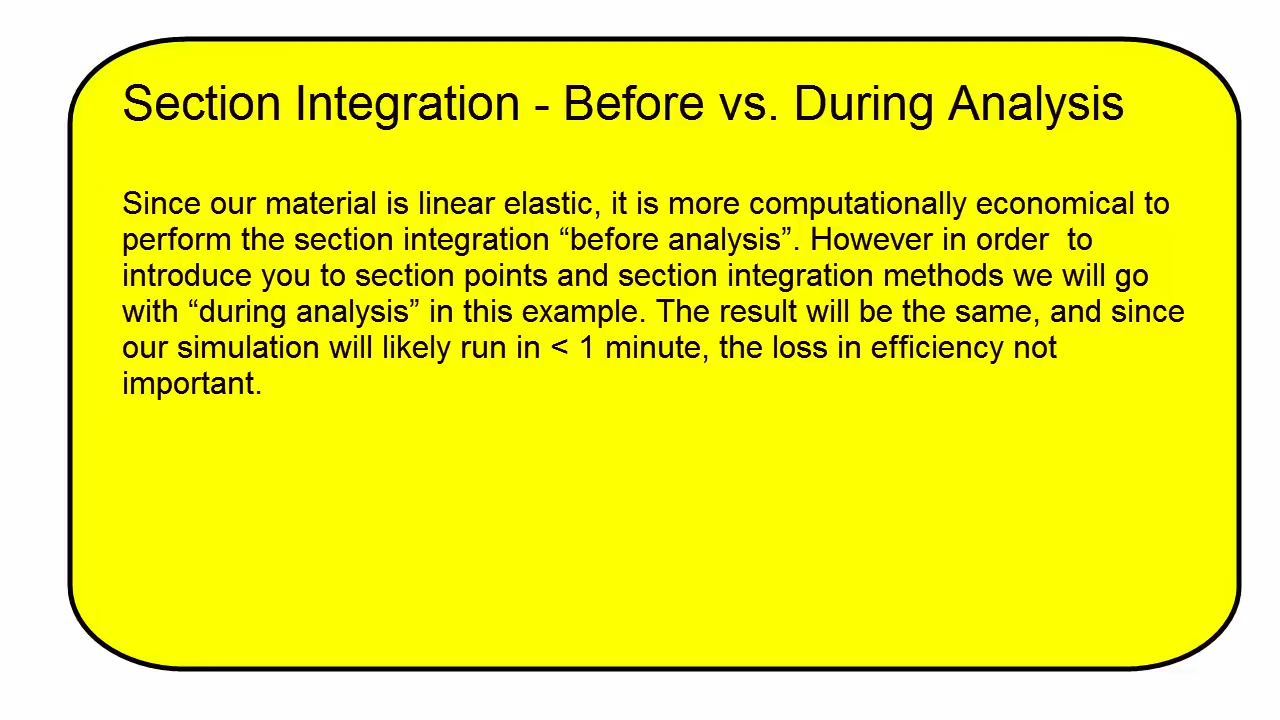 Section Integration - Before vs. During Analysis
Since our material is linear elastic, it is more computationally economical to
perform the section integration “before analysis”. However in order  to
introduce you to section points and section integration methods we will go
with “during analysis” in this example. The result will be the same, and since
our simulation will likely run in < 1 minute, the loss in efficiency not
important.